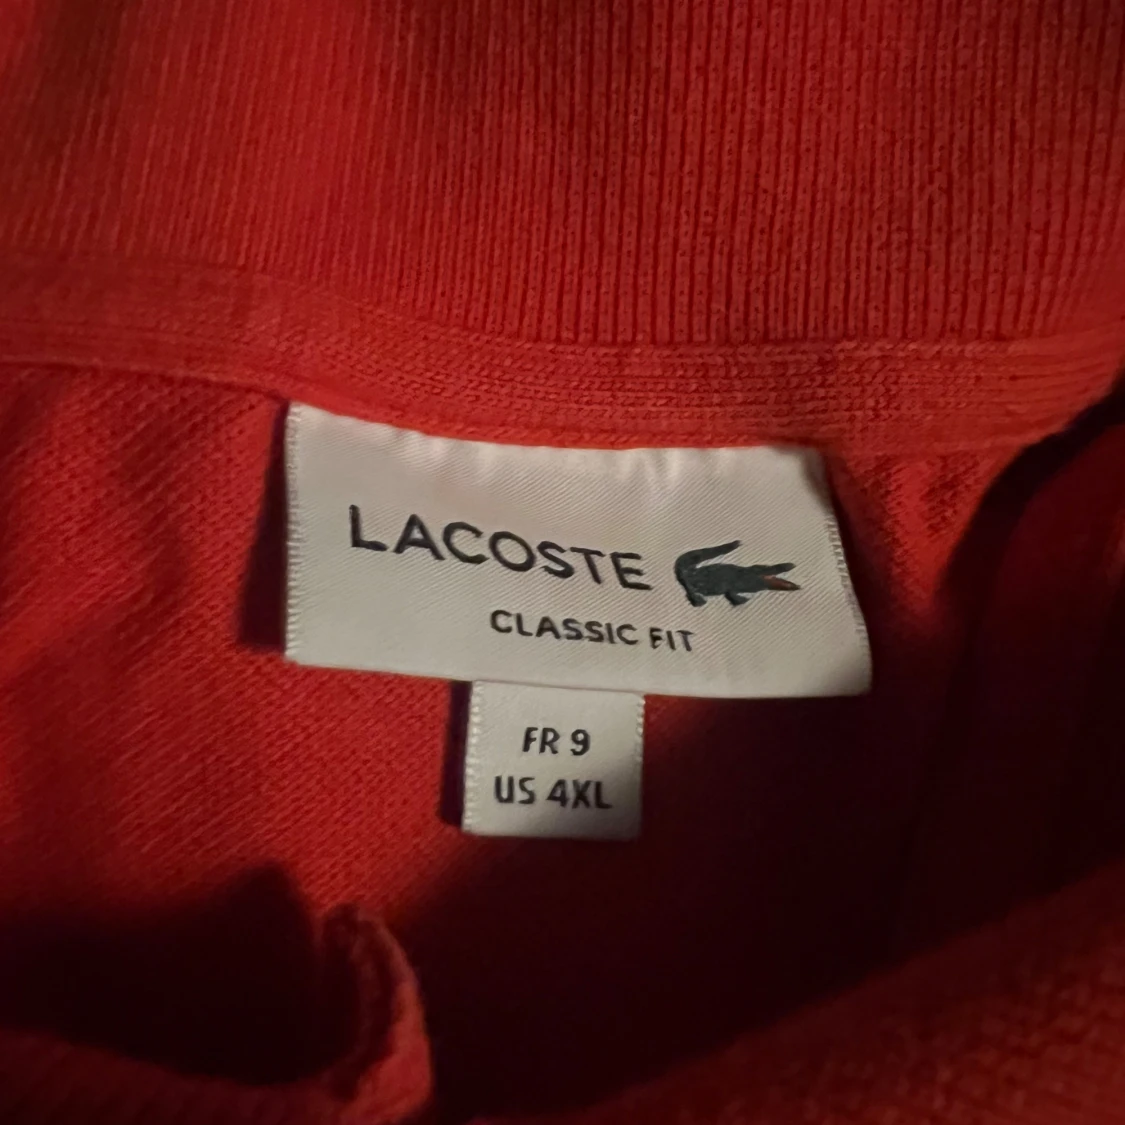 LACOSTE
CLASSIC FIT
FR 9
US 4XL